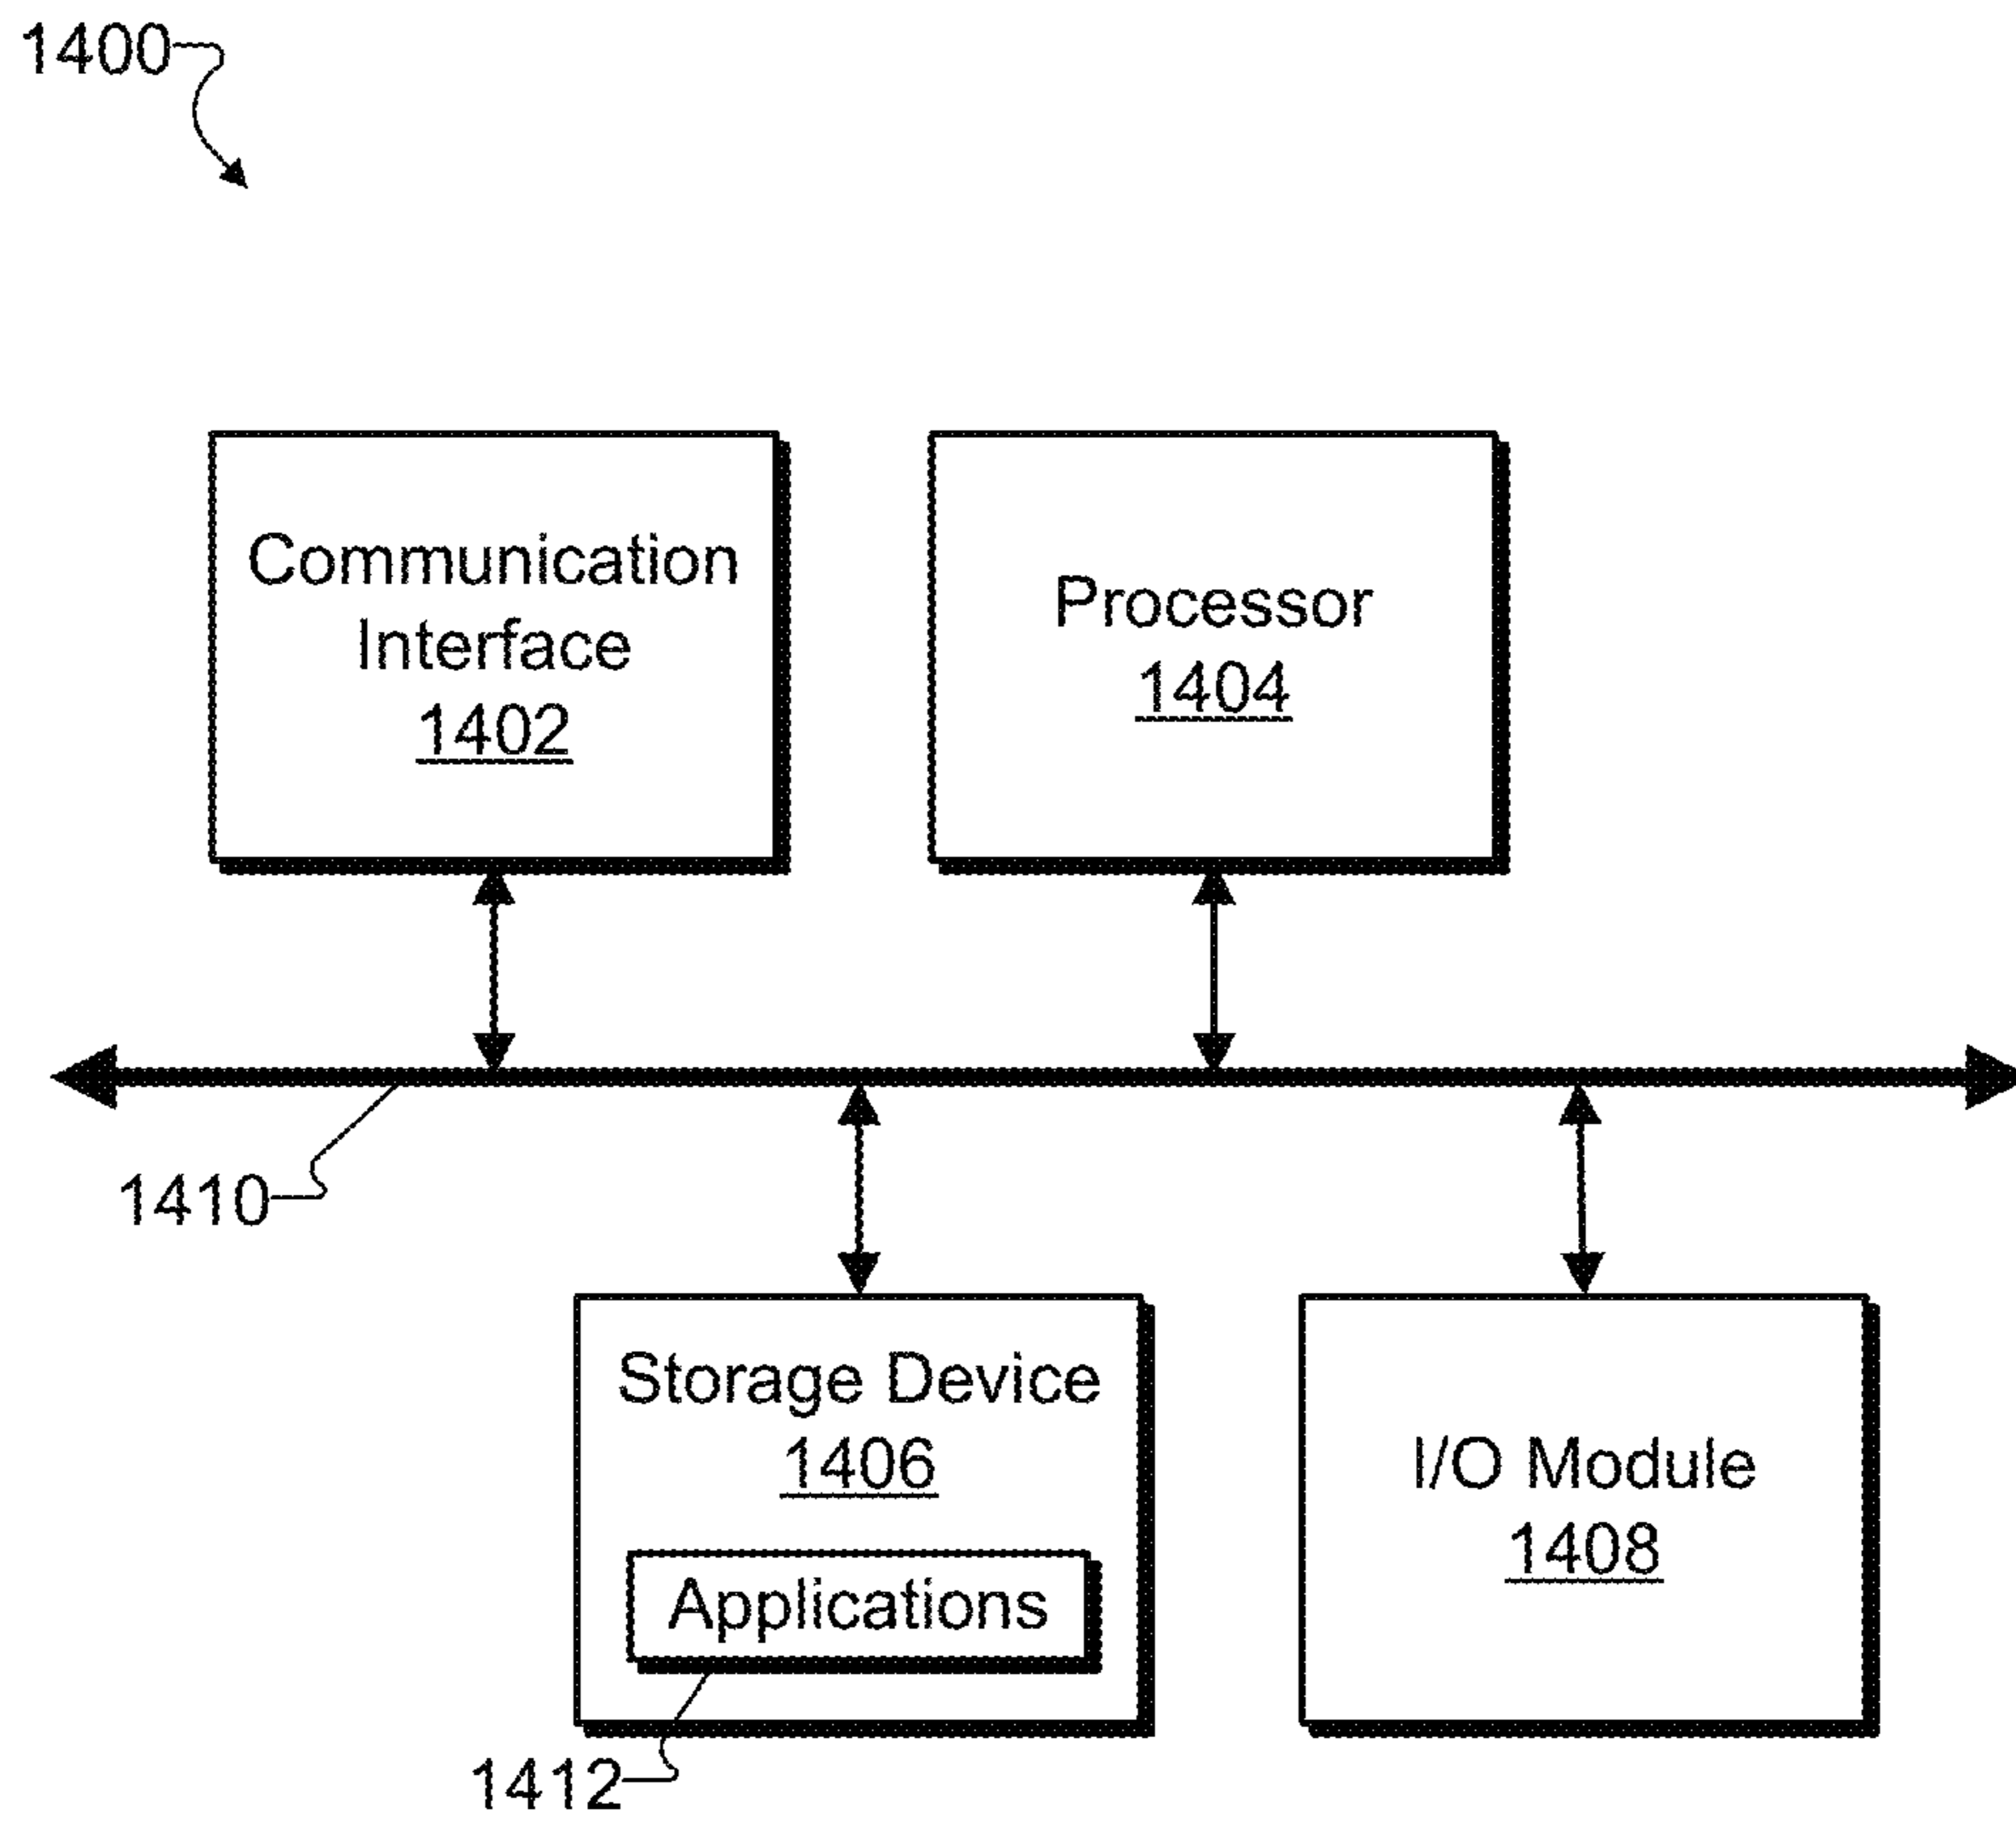 1400
Communication
Interface
1402
Processor
1404
1410
Storage Device
1406
Applications
1412
I/O Module
1408